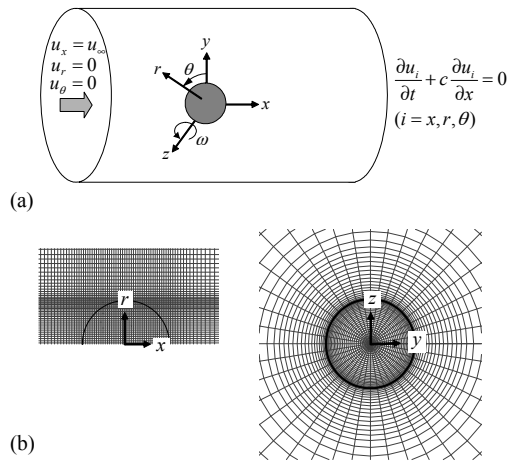 u_x = u_∞
u_r = 0
u_θ = 0
y
r
θ
x
z
ω
∂u_i/∂t + c ∂u_i/∂x = 0
(i = x, r, θ)
(a)
r
x
z
y
(b)